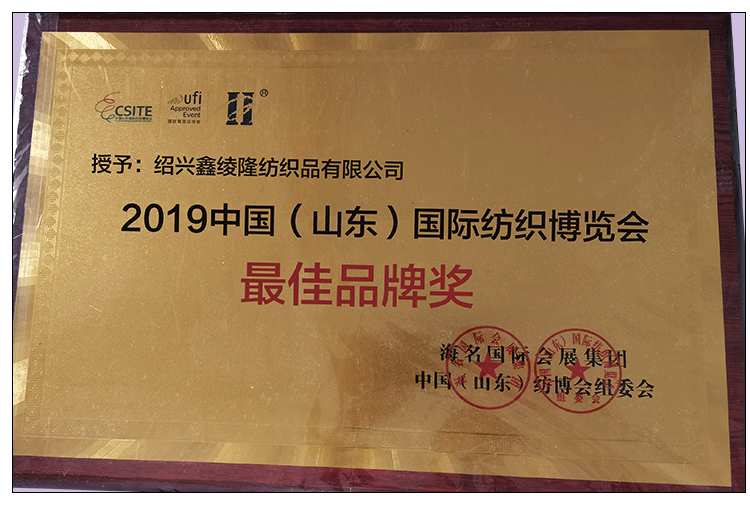 CSITE
ufi
Approved
Event
®
授予：绍兴鑫绫隆纺织品有限公司
2019中国（山东）国际纺织博览会
最佳品牌奖
海名国际会展集团
中国（山东）纺博会组委会